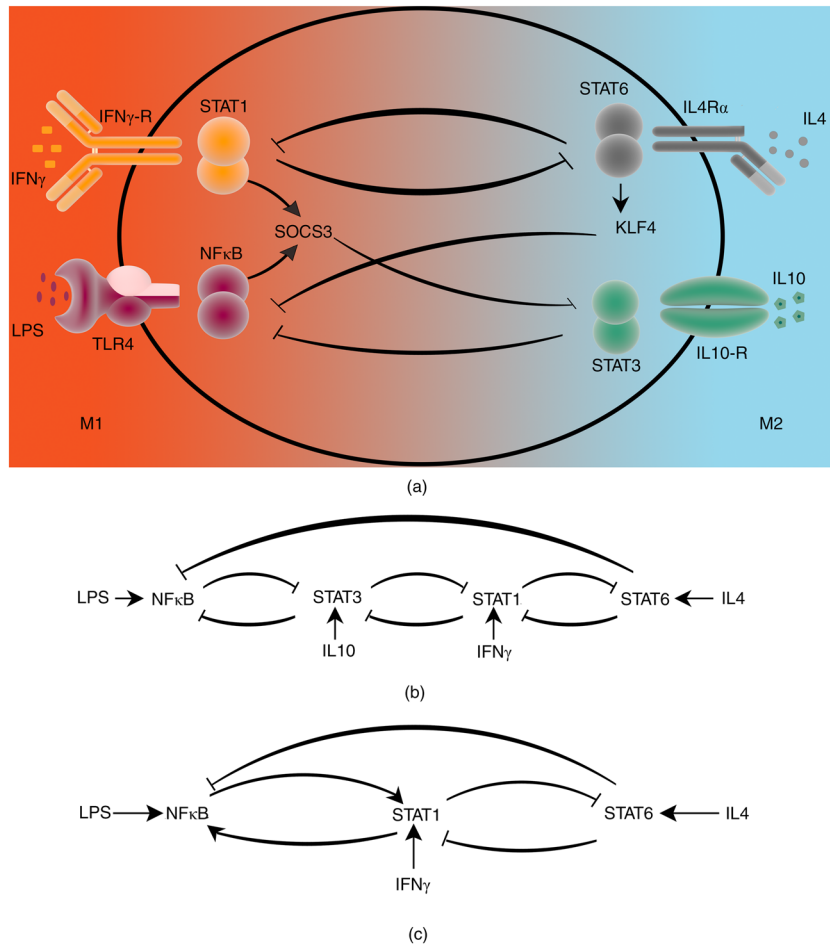 STAT1
STAT6
IFNγ-R
IL4Rα
IL4
IFNγ
SOCS3
KLF4
NFκB
IL10
LPS
TLR4
STAT3
IL10-R
M1
M2
(a)
LPS NFκB STAT3 STAT1 STAT6 IL4
IL10 IFNγ
(b)
LPS NFκB STAT1 STAT6 IL4
IFNγ
(c)